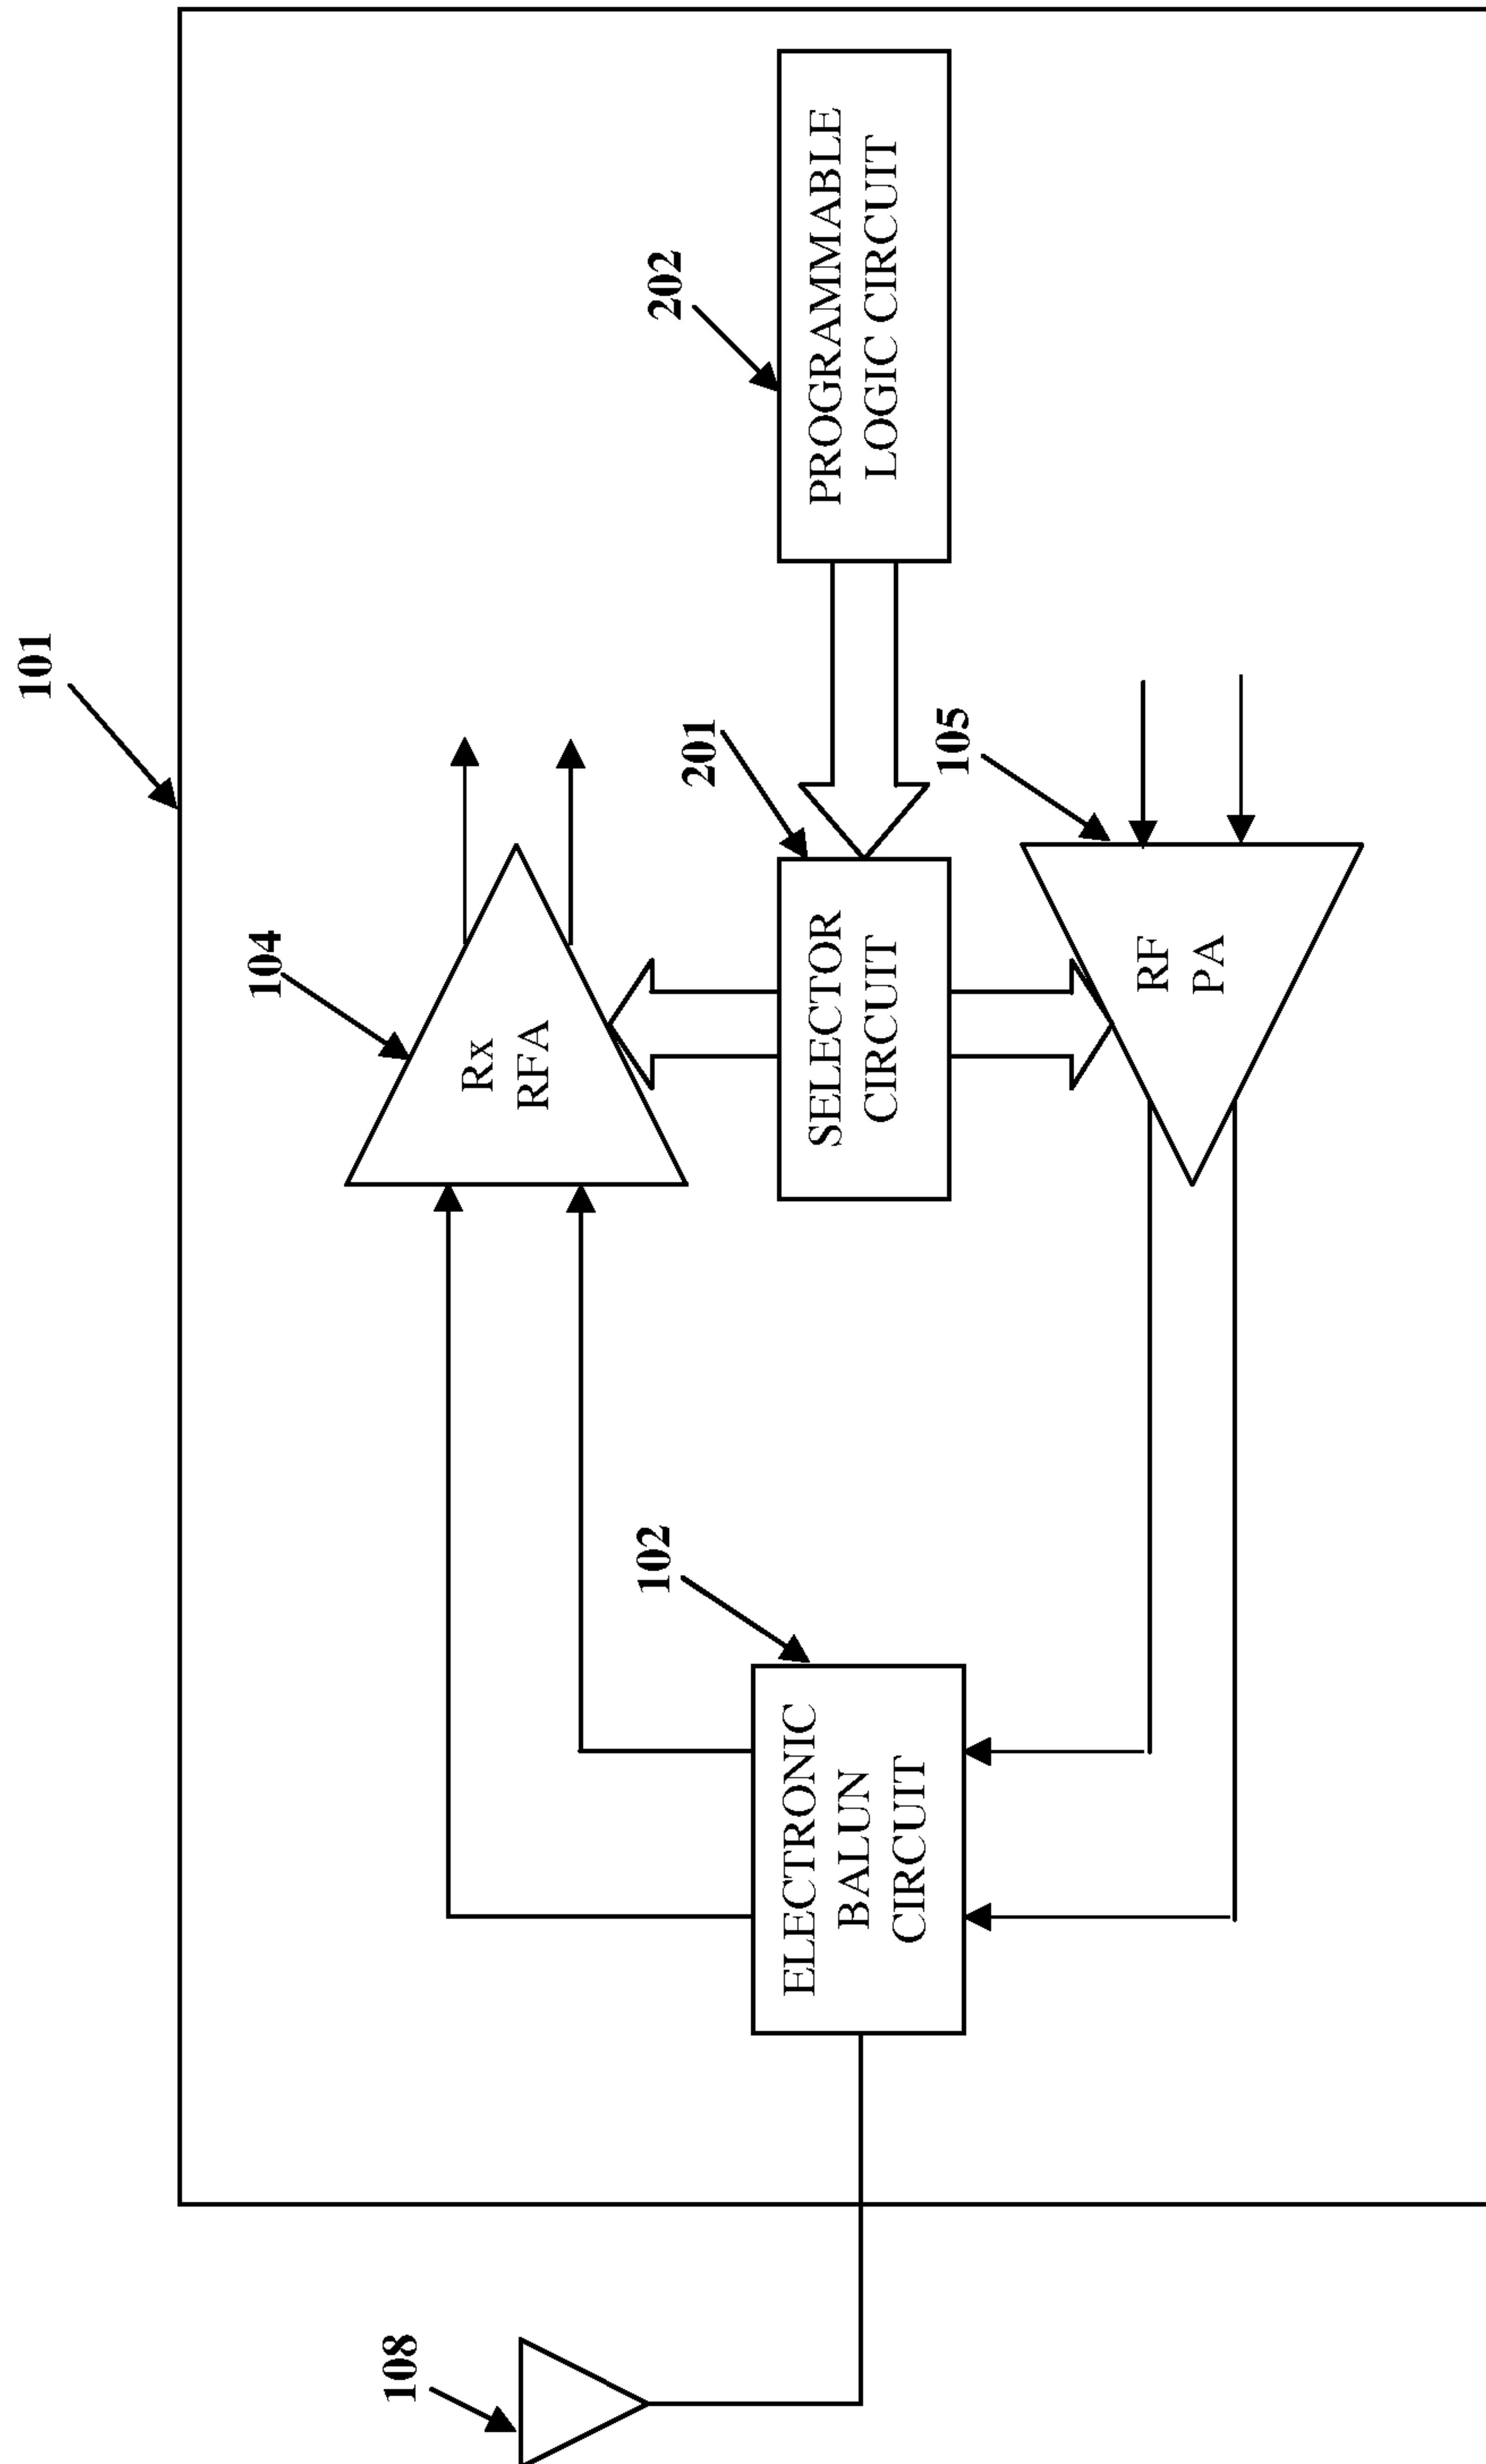 101
104
Rx
RFA
202
PROGRAMMABLE
LOGIC CIRCUIT
201
SELECTOR
CIRCUIT
105
RF
PA
102
ELECTRONIC
BALUN
CIRCUIT
108